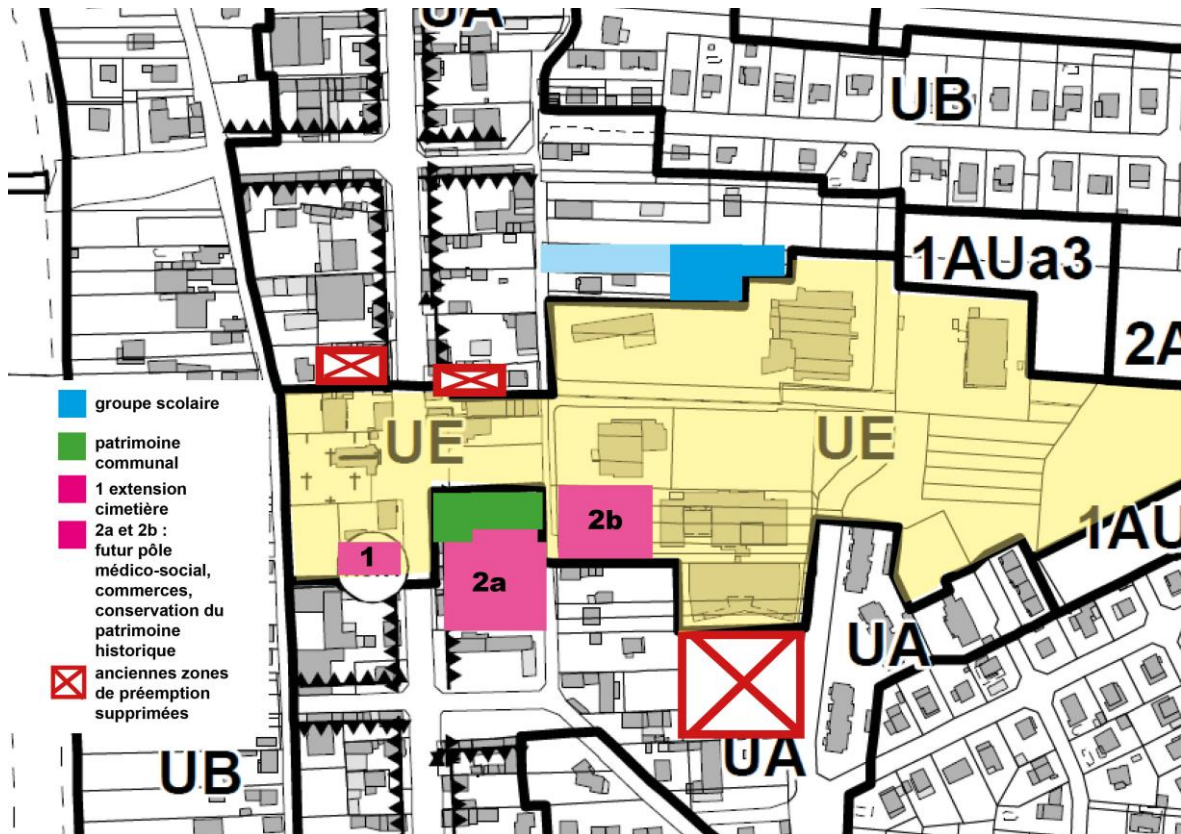 UA
UB
1AUa3
2A
groupe scolaire
patrimoine
communal
1 extension
cimetière
2a et 2b :
futur pôle
médico-social,
commerces,
conservation du
patrimoine
historique
anciennes zones
de préemption
supprimées
UE
UE
2b
1
2a
1AU
UA
UA
UB